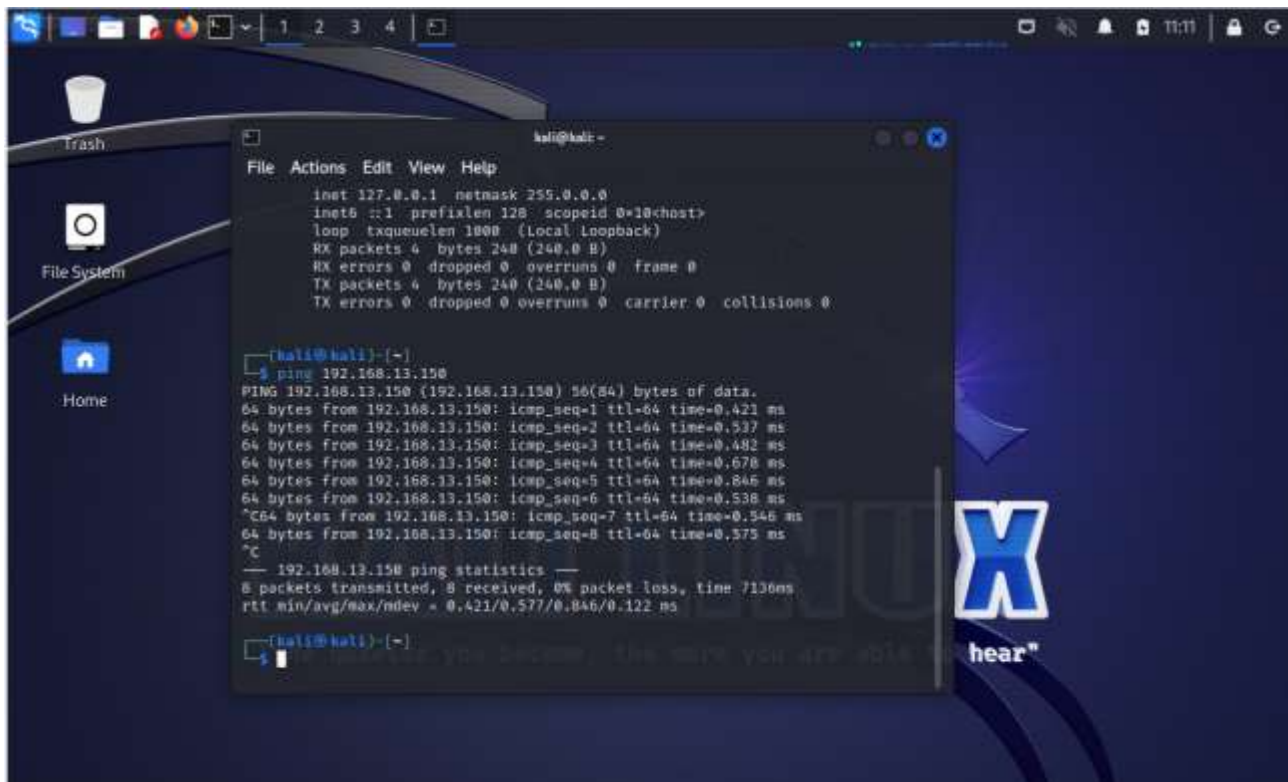 1 2 3 4
11:11
Trash
File System
Home
kali@kali: ~
File Actions Edit View Help
inet 127.0.0.1 netmask 255.0.0.0
inet6 ::1 prefixlen 128 scopeid 0×10<host>
loop txqueuelen 1000 (Local Loopback)
RX packets 4 bytes 240 (240.0 B)
RX errors 0 dropped 0 overruns 0 frame 0
TX packets 4 bytes 240 (240.0 B)
TX errors 0 dropped 0 overruns 0 carrier 0 collisions 0
┌──(kali㉿kali)-[~]
└─$ ping 192.168.13.150
PING 192.168.13.150 (192.168.13.150) 56(84) bytes of data.
64 bytes from 192.168.13.150: icmp_seq=1 ttl=64 time=0.421 ms
64 bytes from 192.168.13.150: icmp_seq=2 ttl=64 time=0.537 ms
64 bytes from 192.168.13.150: icmp_seq=3 ttl=64 time=0.482 ms
64 bytes from 192.168.13.150: icmp_seq=4 ttl=64 time=0.678 ms
64 bytes from 192.168.13.150: icmp_seq=5 ttl=64 time=0.846 ms
64 bytes from 192.168.13.150: icmp_seq=6 ttl=64 time=0.538 ms
^C64 bytes from 192.168.13.150: icmp_seq=7 ttl=64 time=0.546 ms
64 bytes from 192.168.13.150: icmp_seq=8 ttl=64 time=0.575 ms
^C
── 192.168.13.150 ping statistics ──
8 packets transmitted, 8 received, 0% packet loss, time 7136ms
rtt min/avg/max/mdev = 0.421/0.577/0.846/0.122 ms
┌──(kali㉿kali)-[~]
└─$
X
you become, the more you are able to hear"